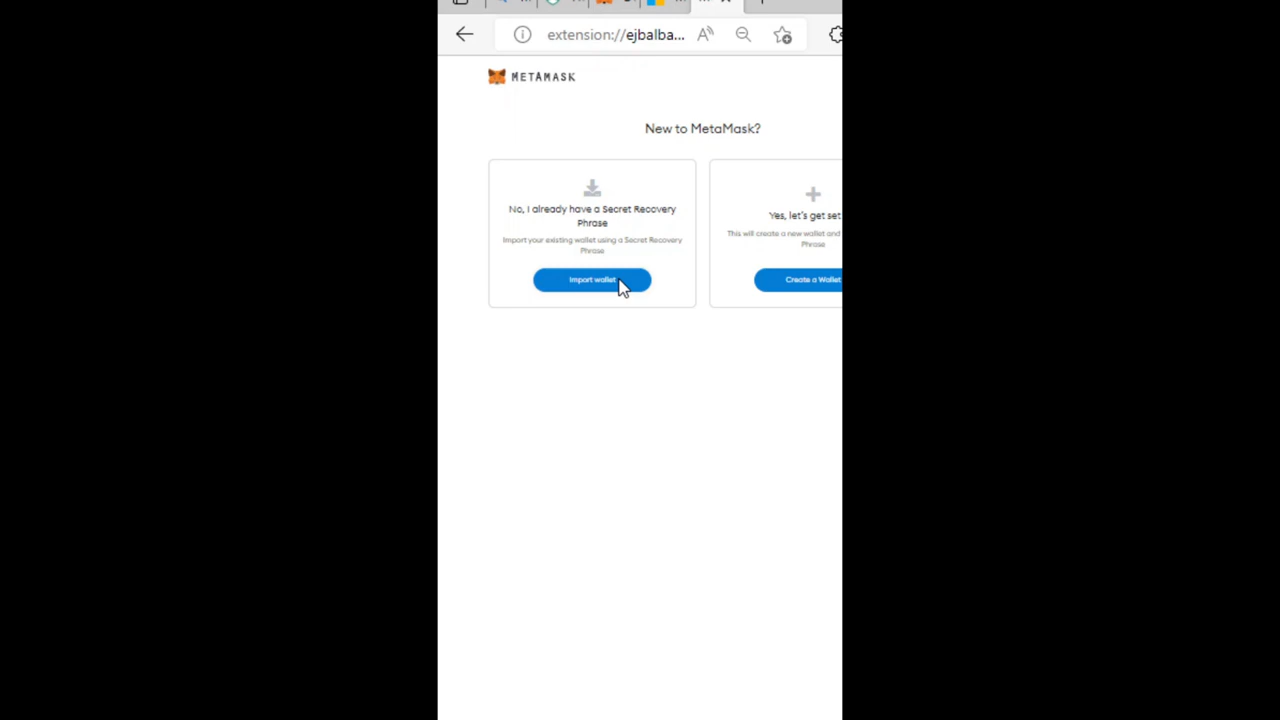 extension://ejbalba...
METAMASK
New to MetaMask?
No, I already have a Secret Recovery
Phrase
Import your existing wallet using a Secret Recovery
Phrase
Import wallet
Yes, let's get set
This will create a new wallet and
Phrase
Create a Wallet